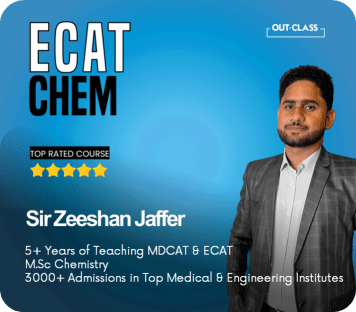 OUT-CLASS
ECAT
CHEM
TOP RATED COURSE
Sir Zeeshan Jaffer
5+ Years of Teaching MDCAT & ECAT
M.Sc Chemistry
3000+ Admissions in Top Medical & Engineering Institutes